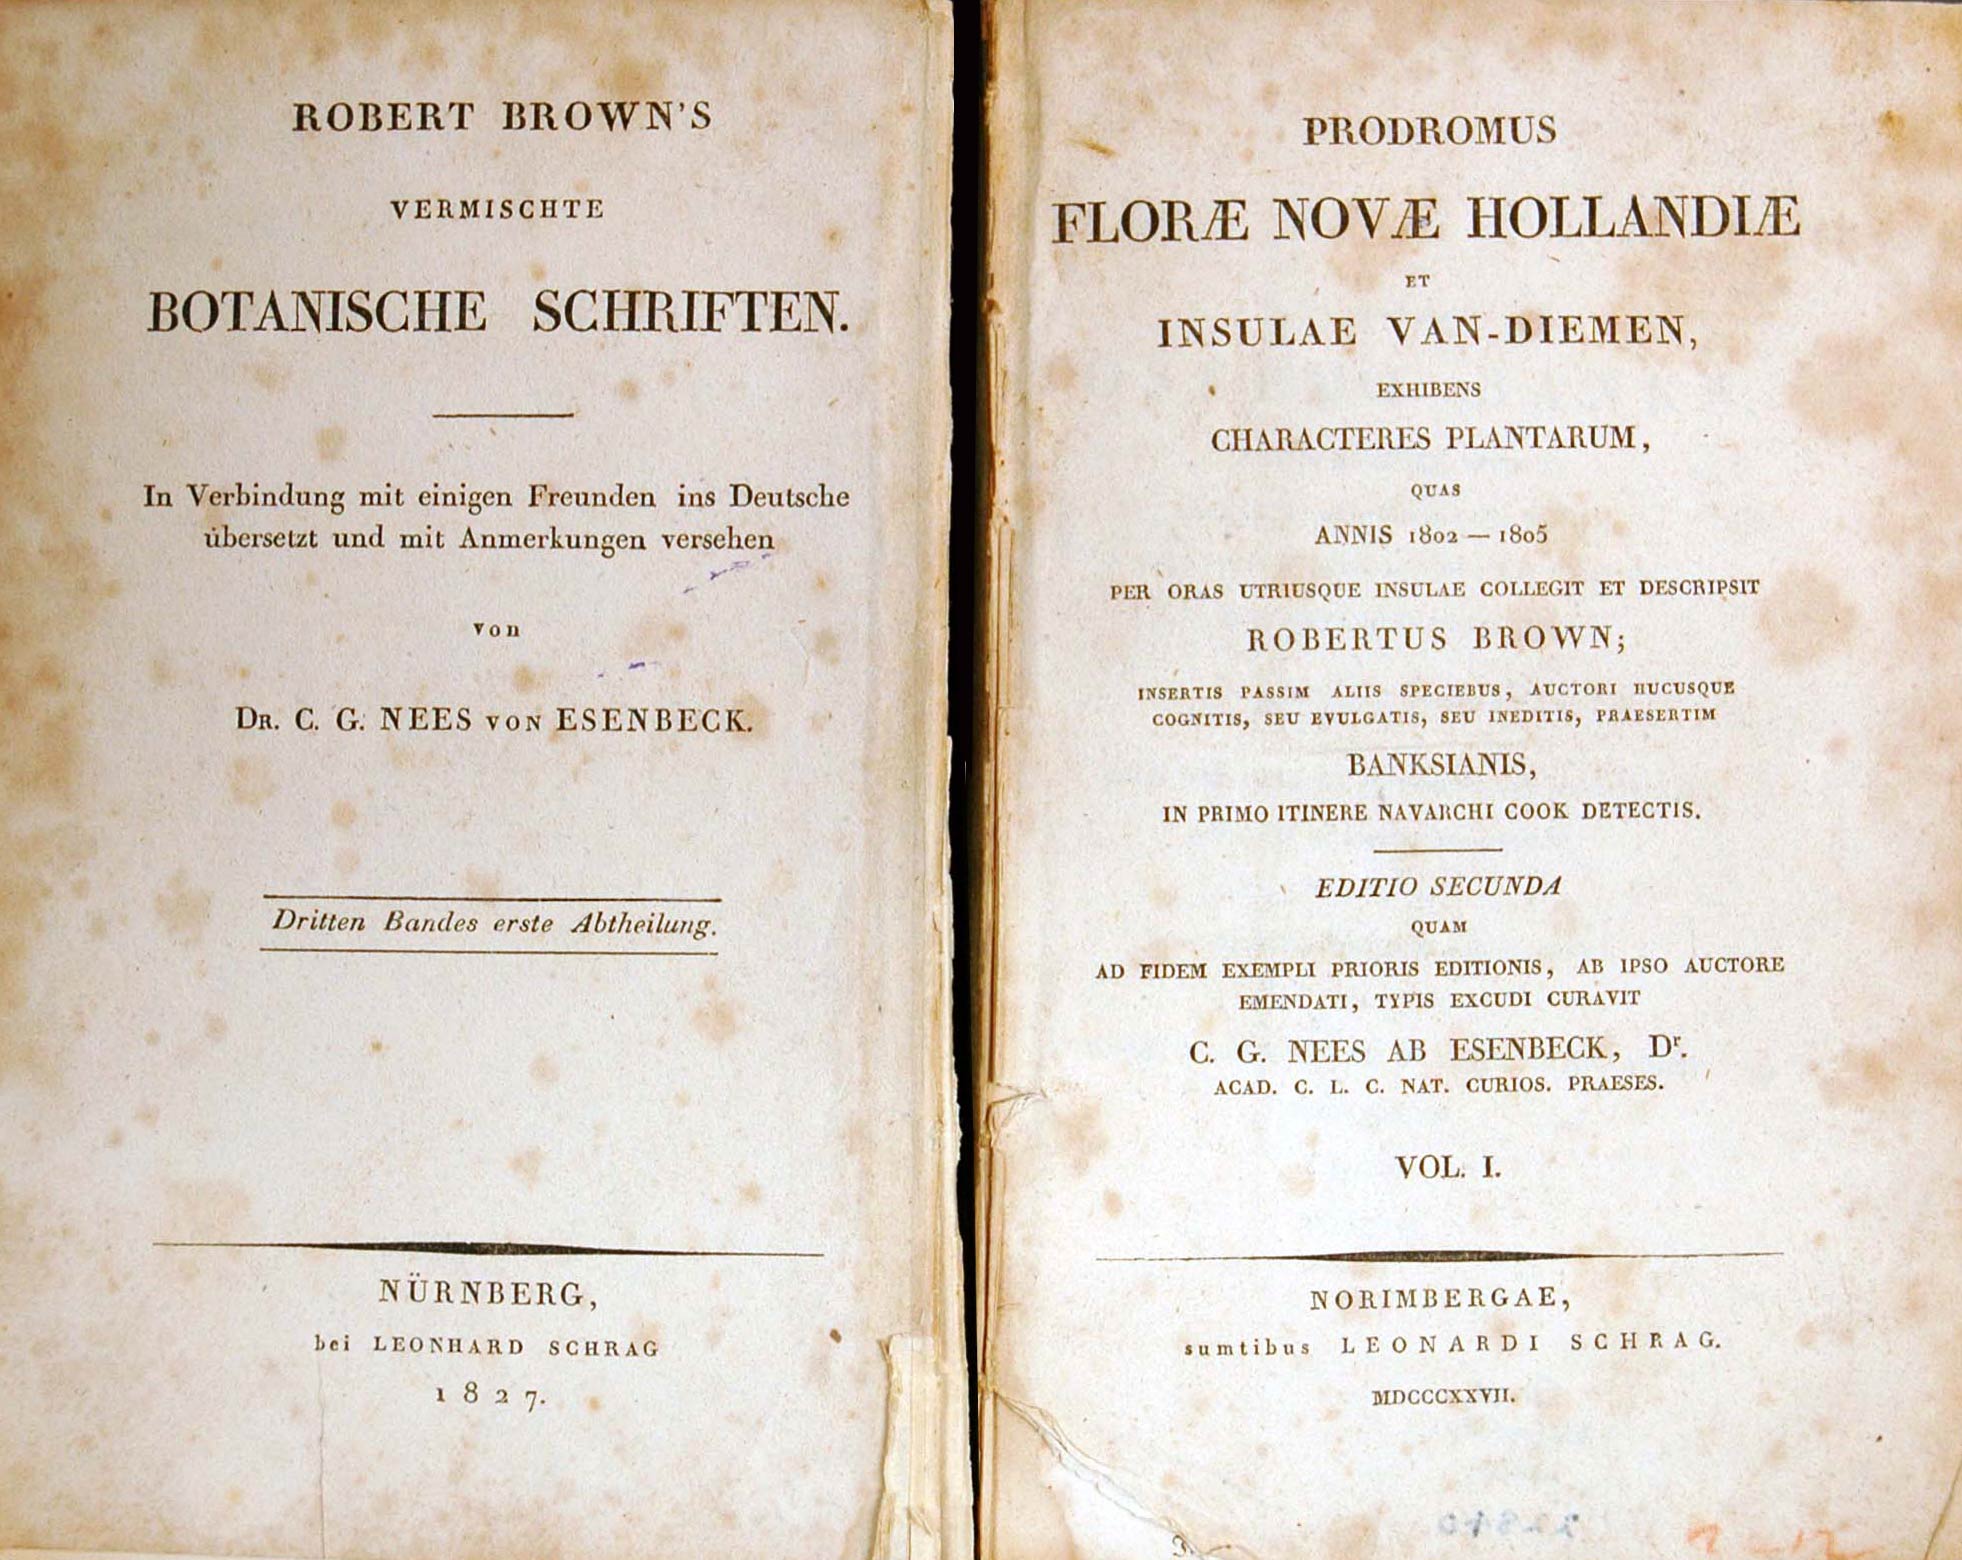 ROBERT BROWN'S
VERMISCHTE
BOTANISCHE SCHRIFTEN.
In Verbindung mit einigen Freunden ins Deutsche
übersetzt und mit Anmerkungen versehen
von
DR. C. G. NEES VON ESENBECK.
Dritten Bandes erste Abtheilung.
NÜRNBERG,
bei LEONHARD SCHRAG
1827.
PRODROMUS
FLORÆ NOVÆ HOLLANDIÆ
ET
INSULAE VAN-DIEMEN,
EXHIBENS
CHARACTERES PLANTARUM,
QUAS
ANNIS 1802 — 1805
PER ORAS UTRIUSQUE INSULAE COLLEGIT ET DESCRIPSIT
ROBERTUS BROWN;
INSERTIS PASSIM ALIIS SPECIEBUS, AUCTORI HUCUSQUE
COGNITIS, SEU EVULGATIS, SEU INEDITIS, PRAESERTIM
BANKSIANIS,
IN PRIMO ITINERE NAVARCHI COOK DETECTIS.
EDITIO SECUNDA
QUAM
AD FIDEM EXEMPLI PRIORIS EDITIONIS, AB IPSO AUCTORE
EMENDATI, TYPIS EXCUDI CURAVIT
C. G. NEES AB ESENBECK, Dr.
ACAD. C. L. C. NAT. CURIOS. PRAESES.
VOL. I.
NORIMBERGAE,
sumtibus LEONARDI SCHRAG.
MDCCCXXVII.